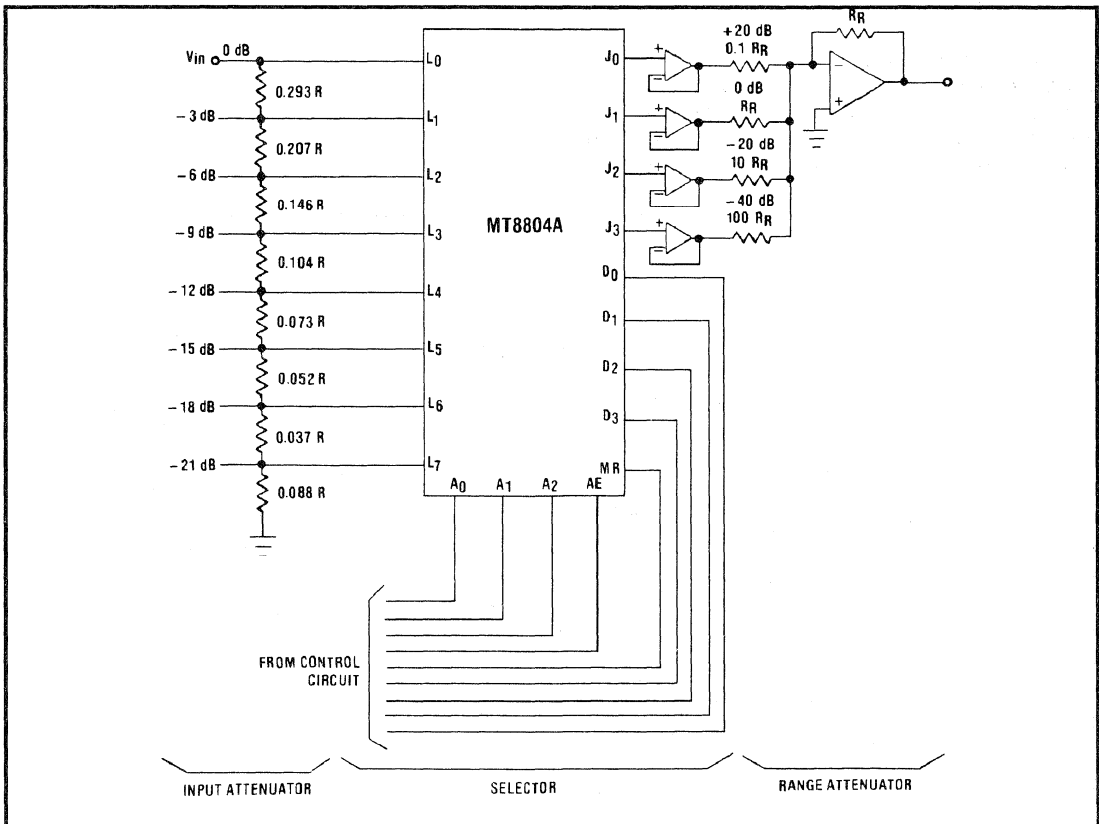 Vin 0 dB
0.293 R
– 3 dB
0.207 R
– 6 dB
0.146 R
– 9 dB
0.104 R
– 12 dB
0.073 R
– 15 dB
0.052 R
– 18 dB
0.037 R
– 21 dB
0.088 R
L0
L1
L2
L3
L4
L5
L6
L7
MT8804A
J0
J1
J2
J3
D0
D1
D2
D3
MR
A0 A1 A2 AE
+20 dB
0.1 RR
0 dB
RR
–20 dB
10 RR
–40 dB
100 RR
+
–
+
–
+
–
+
–
RR
–
+
FROM CONTROL
CIRCUIT
INPUT ATTENUATOR SELECTOR RANGE ATTENUATOR